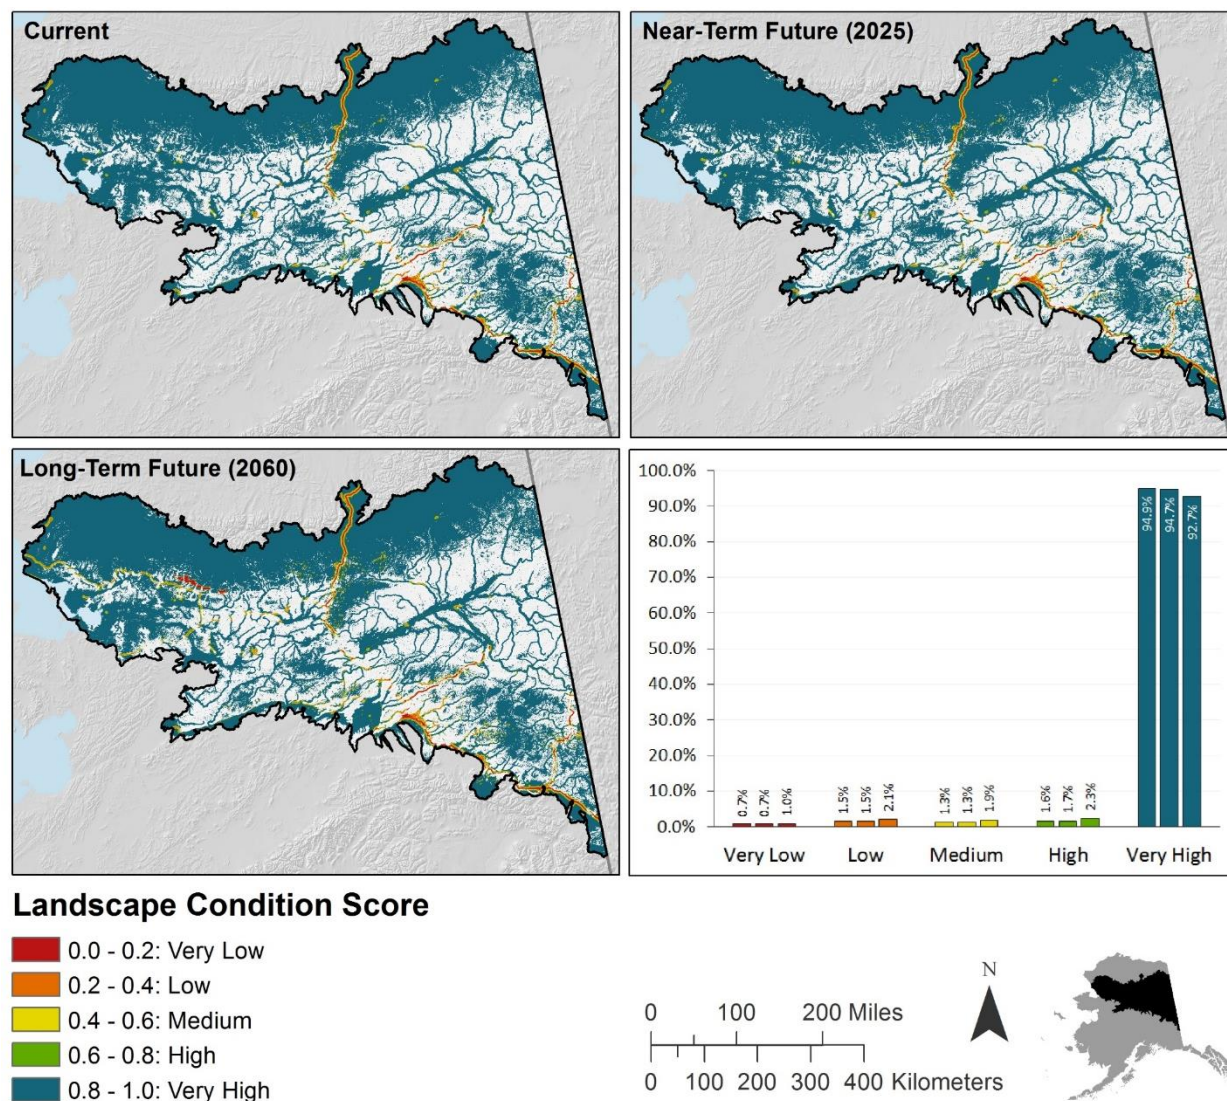 Current
Near-Term Future (2025)
Long-Term Future (2060)
100.0%
90.0%
80.0%
70.0%
60.0%
50.0%
40.0%
30.0%
20.0%
10.0%
0.0%
0.7%
0.7%
1.0%
1.5%
1.5%
2.1%
1.3%
1.3%
1.9%
1.6%
1.7%
2.3%
94.9%
94.7%
92.7%
Very Low
Low
Medium
High
Very High
Landscape Condition Score
0.0 - 0.2: Very Low
0.2 - 0.4: Low
0.4 - 0.6: Medium
0.6 - 0.8: High
0.8 - 1.0: Very High
0 100 200 Miles
0 100 200 300 400 Kilometers
N